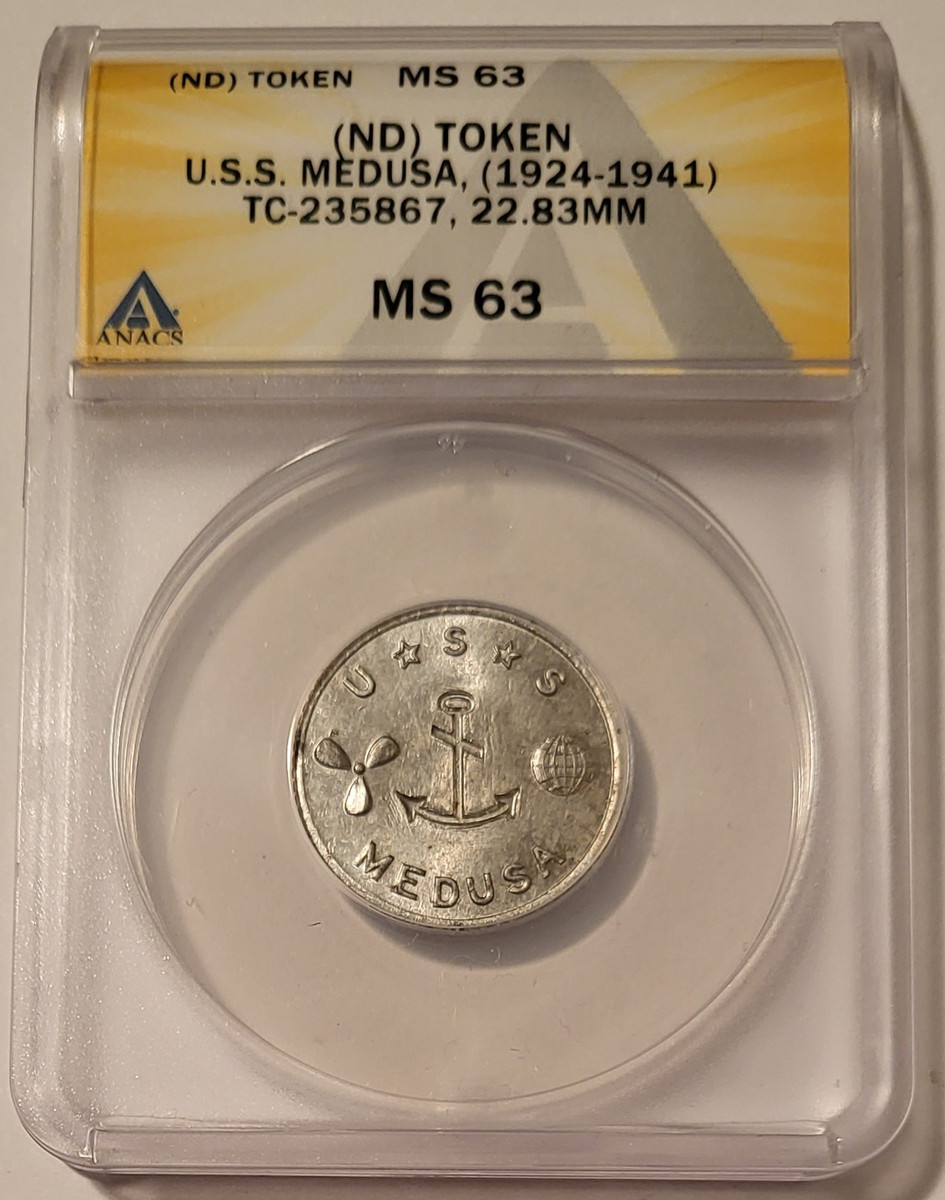 (ND) TOKEN MS 63
(ND) TOKEN
U.S.S. MEDUSA, (1924-1941)
TC-235867, 22.83MM
MS 63
ANACS
U S S
MEDUSA